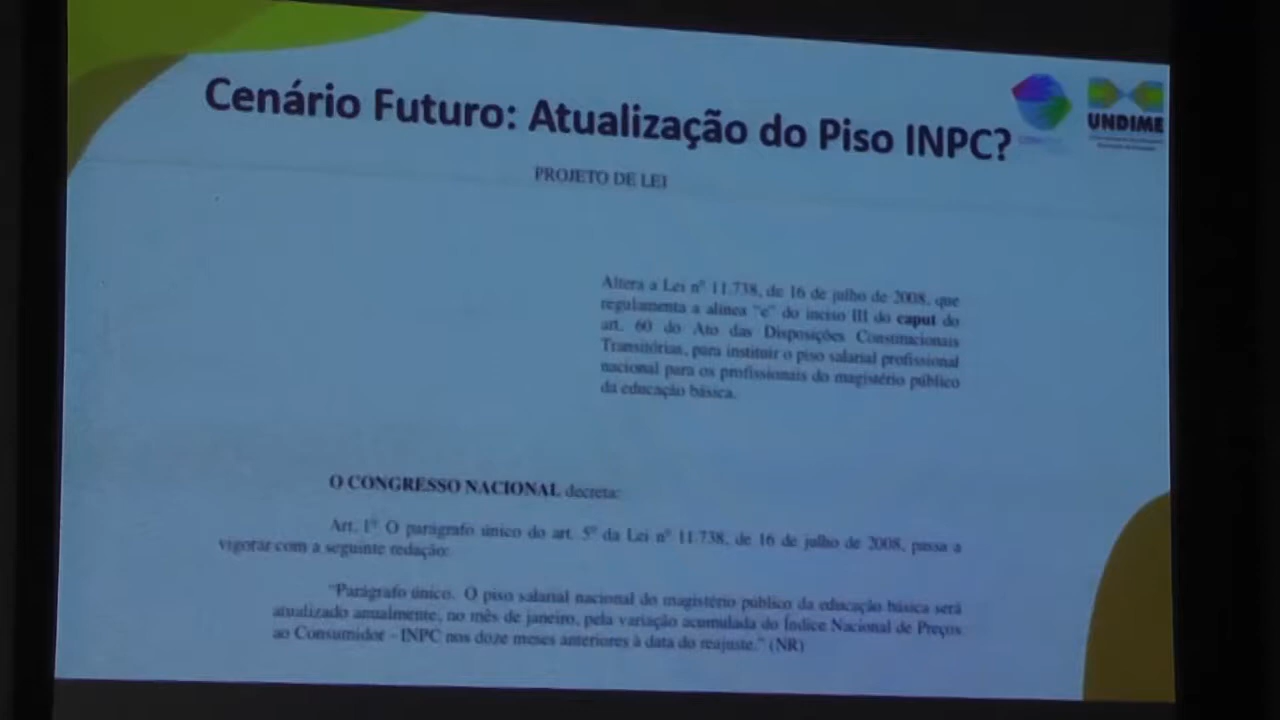 Cenário Futuro: Atualização do Piso INPC?
UNDIME
PROJETO DE LEI
Altera a Lei nº 11.738, de 16 de julho de 2008, que
regulamenta a alínea “e” do inciso III do caput do
art. 60 do Ato das Disposições Constitucionais
Transitórias, para instituir o piso salarial profissional
nacional para os profissionais do magistério público
da educação básica.
O CONGRESSO NACIONAL decreta:
Art. 1º O parágrafo único do art. 5º da Lei nº 11.738, de 16 de julho de 2008, passa a
vigorar com a seguinte redação:
“Parágrafo único. O piso salarial nacional do magistério público da educação básica será
atualizado anualmente, no mês de janeiro, pela variação acumulada do Índice Nacional de Preços
ao Consumidor - INPC nos doze meses anteriores à data do reajuste.” (NR)